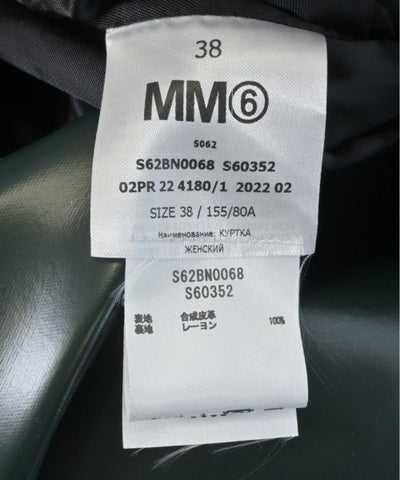 38
MM⑥
S062
S62BN0068 S60352
02PR 22 4180/1 2022 02
SIZE 38 / 155/80A
Наименование: КУРТКА
ЖЕНСКИЙ
S62BN0068
S60352
表地 合成皮革
裏地 レーヨン 100%